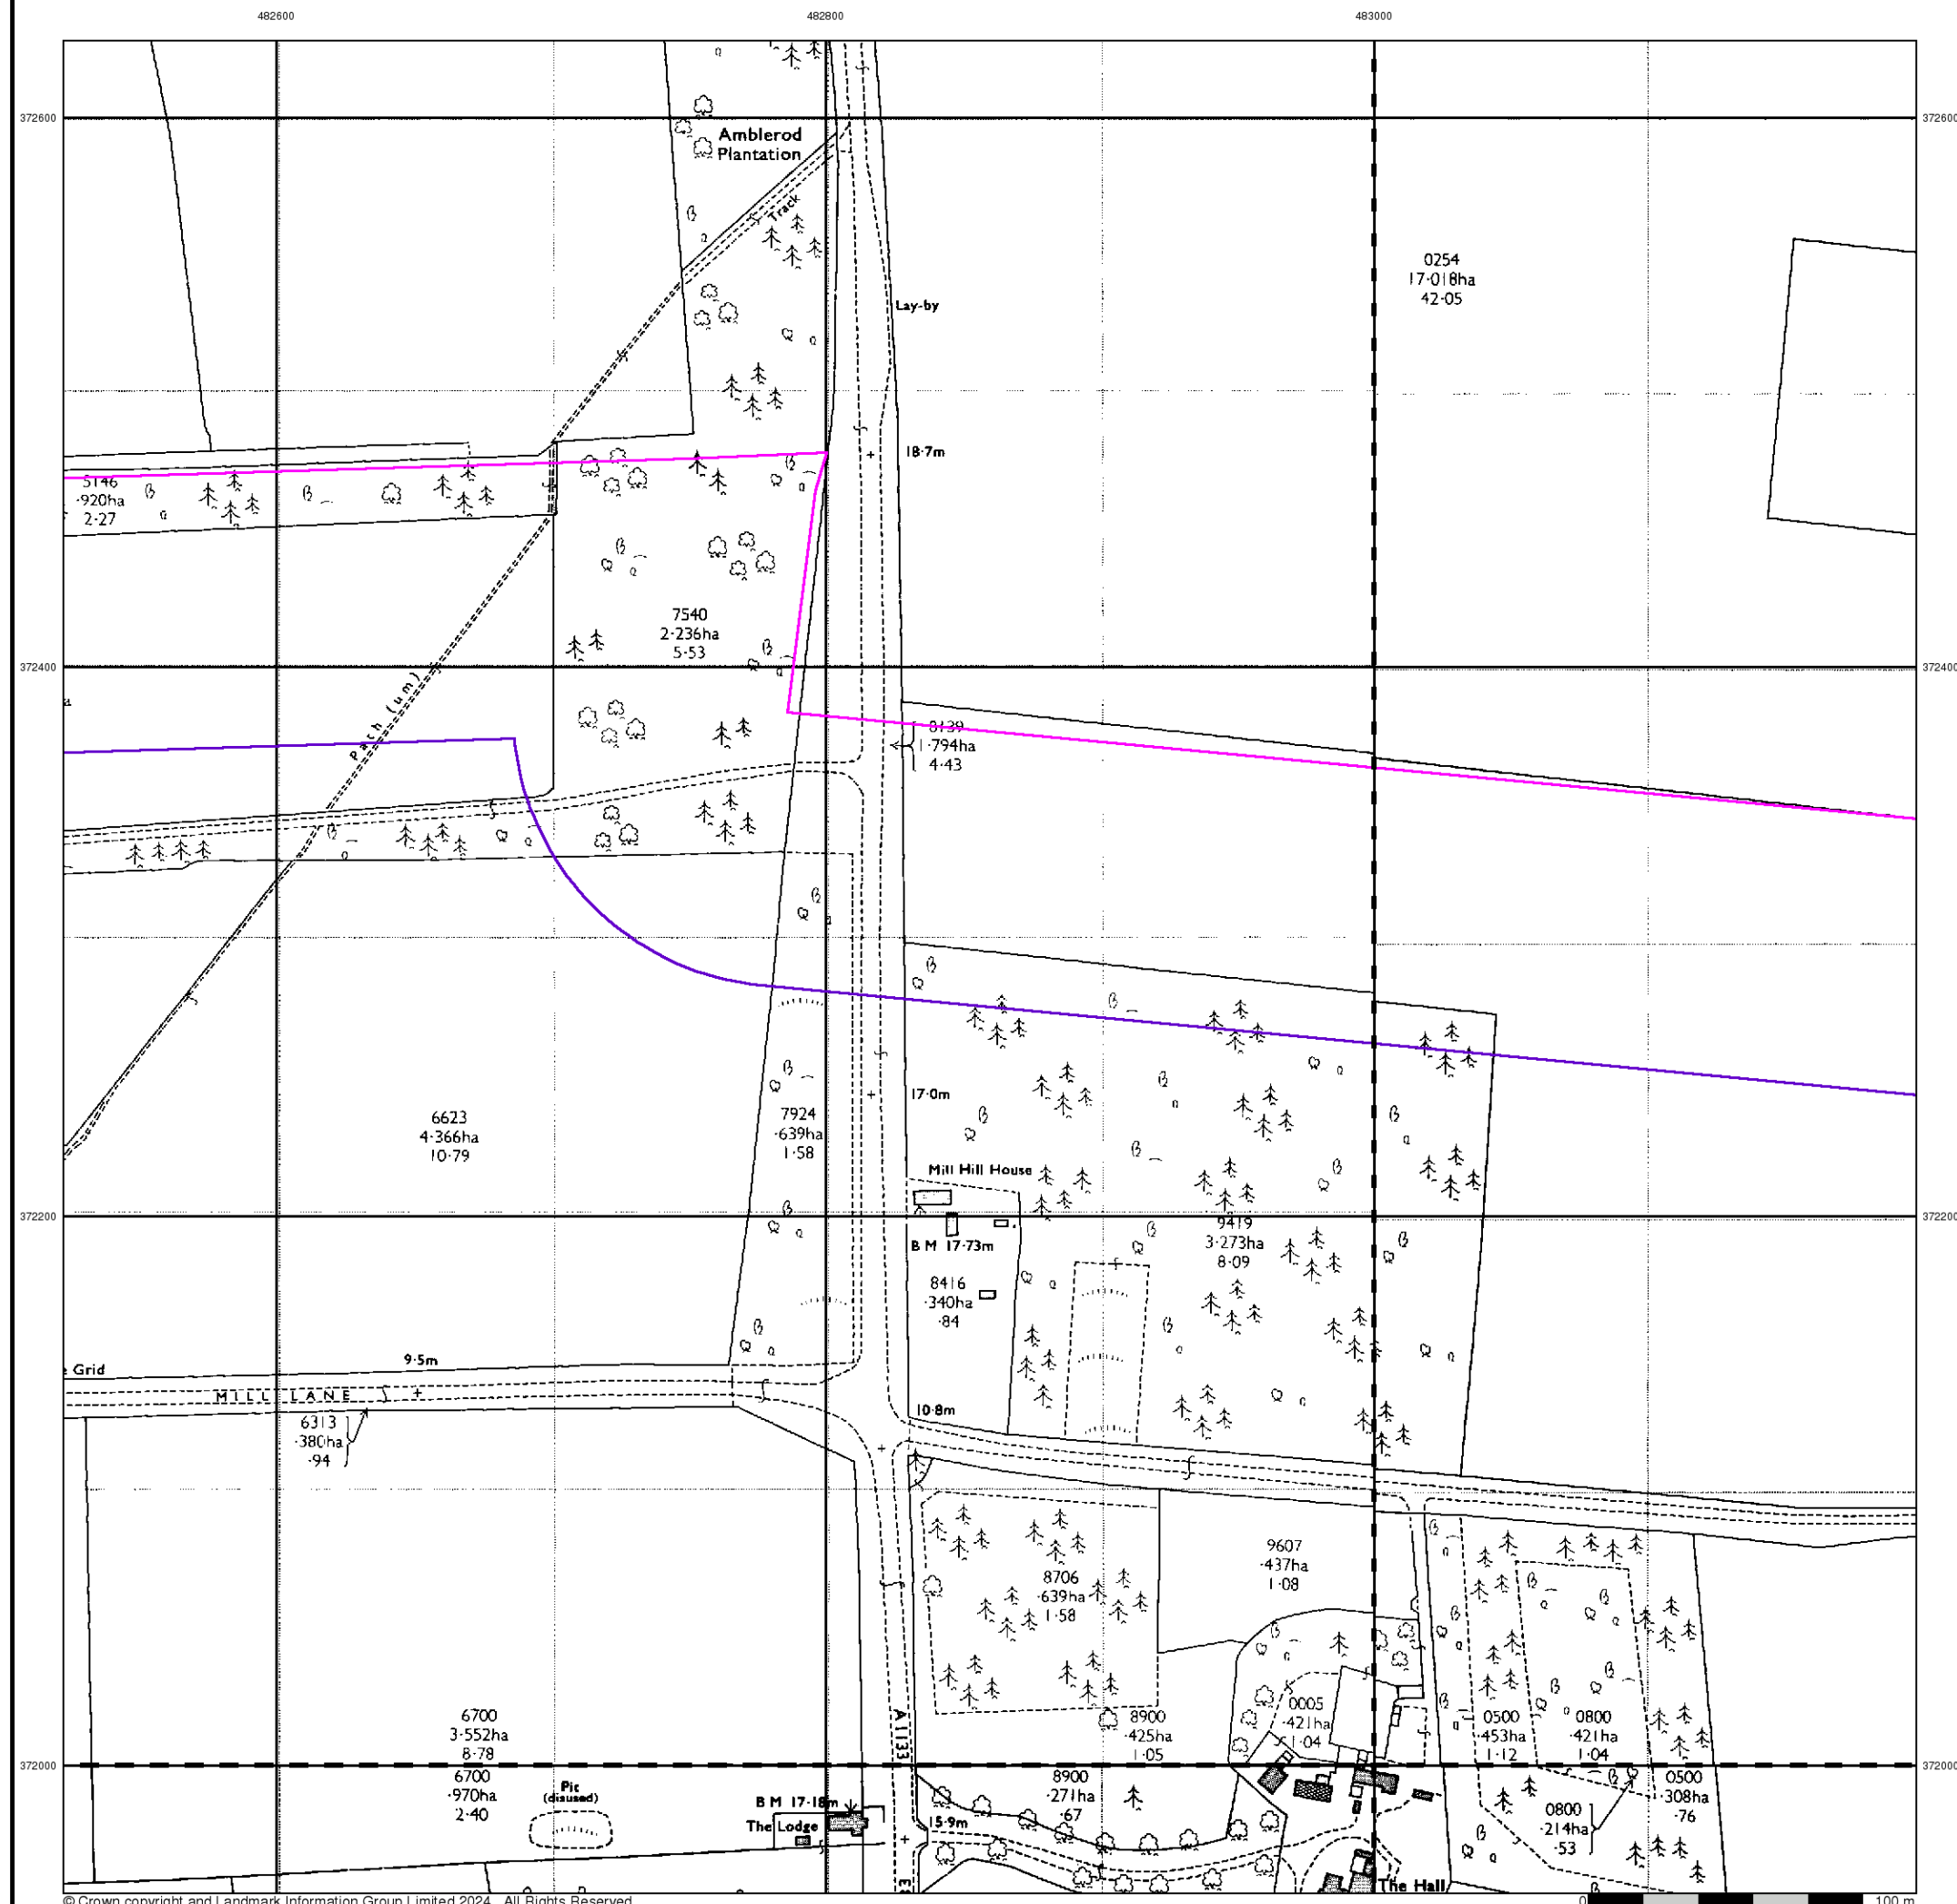 482600
482800
483000
372600
372600
Amblerod
Plantation
Track
Lay-by
0254
17·018ha
42·05
18·7m
5146
·920ha
2·27
7540
2·236ha
5·53
372400
372400
Path (um)
8139
1·794ha
4·43
17·0m
6623
4·366ha
10·79
7924
·639ha
1·58
Mill Hill House
372200
372200
B M 17·73m
9419
3·273ha
8·09
8416
·340ha
·84
Grid
9·5m
MILL LANE
10·8m
6313
·380ha
·94
9607
·437ha
1·08
8706
·639ha
1·58
A1133
6700
3·552ha
8·78
8900
·425ha
1·05
0005
·421ha
1·04
0500
·453ha
1·12
0800
·421ha
1·04
372000
372000
6700
·970ha
2·40
Pic
(disused)
B M 17·18m
The Lodge
15·9m
8900
·271ha
·67
0500
·308ha
·76
0800
·214ha
·53
The Hall
© Crown copyright and Landmark Information Group Limited 2024. All Rights Reserved.
0
100 m